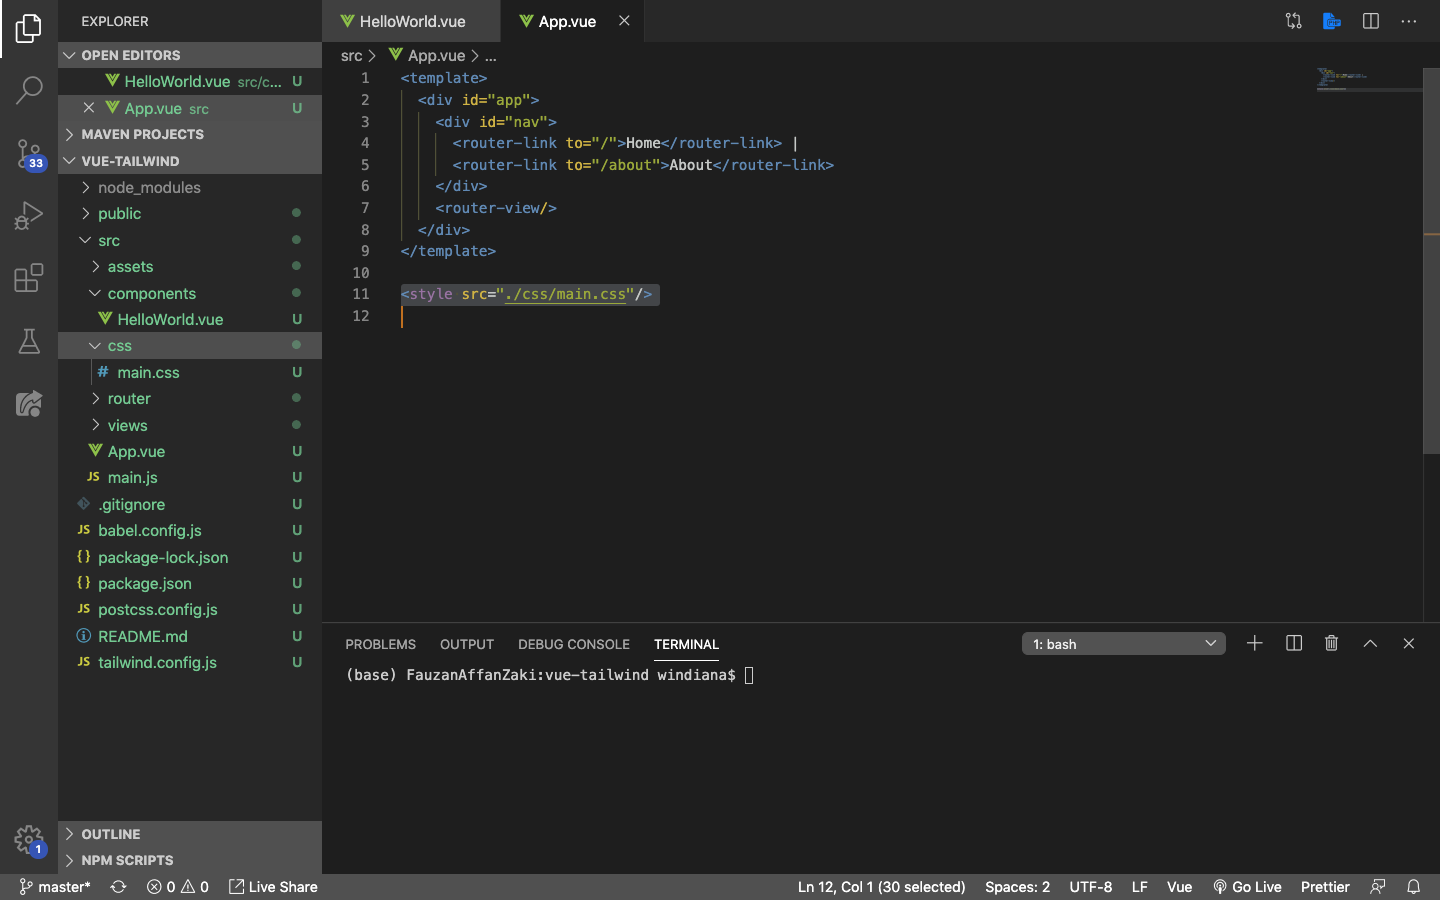 EXPLORER
OPEN EDITORS
HelloWorld.vue src/c... U
App.vue src U
MAVEN PROJECTS
VUE-TAILWIND
node_modules
public
src
assets
components
HelloWorld.vue U
css
# main.css U
router
views
App.vue U
JS main.js U
.gitignore U
JS babel.config.js U
{} package-lock.json U
{} package.json U
JS postcss.config.js U
README.md U
JS tailwind.config.js U
OUTLINE
NPM SCRIPTS
33
1
HelloWorld.vue App.vue
src > App.vue > ...
1 <template>
2 <div id="app">
3 <div id="nav">
4 <router-link to="/">Home</router-link> |
5 <router-link to="/about">About</router-link>
6 </div>
7 <router-view/>
8 </div>
9 </template>
10
11 <style src="./css/main.css"/>
12
PROBLEMS OUTPUT DEBUG CONSOLE TERMINAL 1: bash
(base) FauzanAffanZaki:vue-tailwind windiana$
master* 0 0 Live Share Ln 12, Col 1 (30 selected) Spaces: 2 UTF-8 LF Vue Go Live Prettier